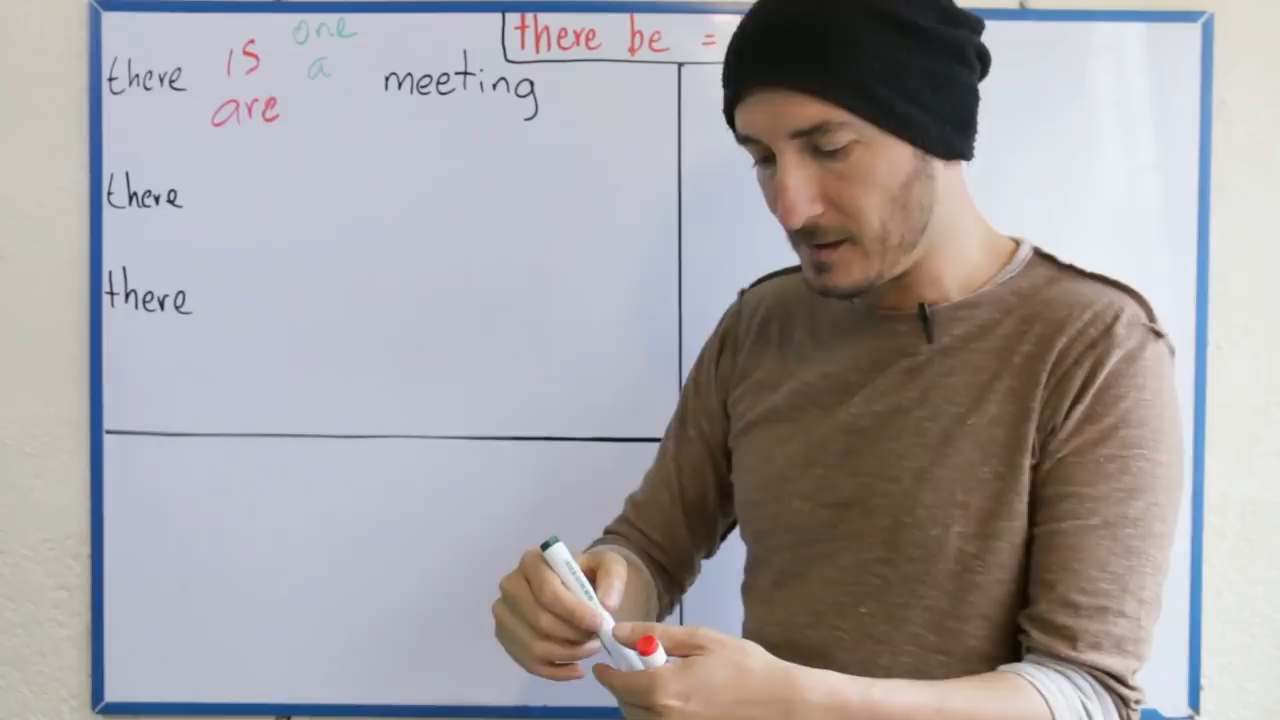 there be =
one
there is a meeting
are
there
there